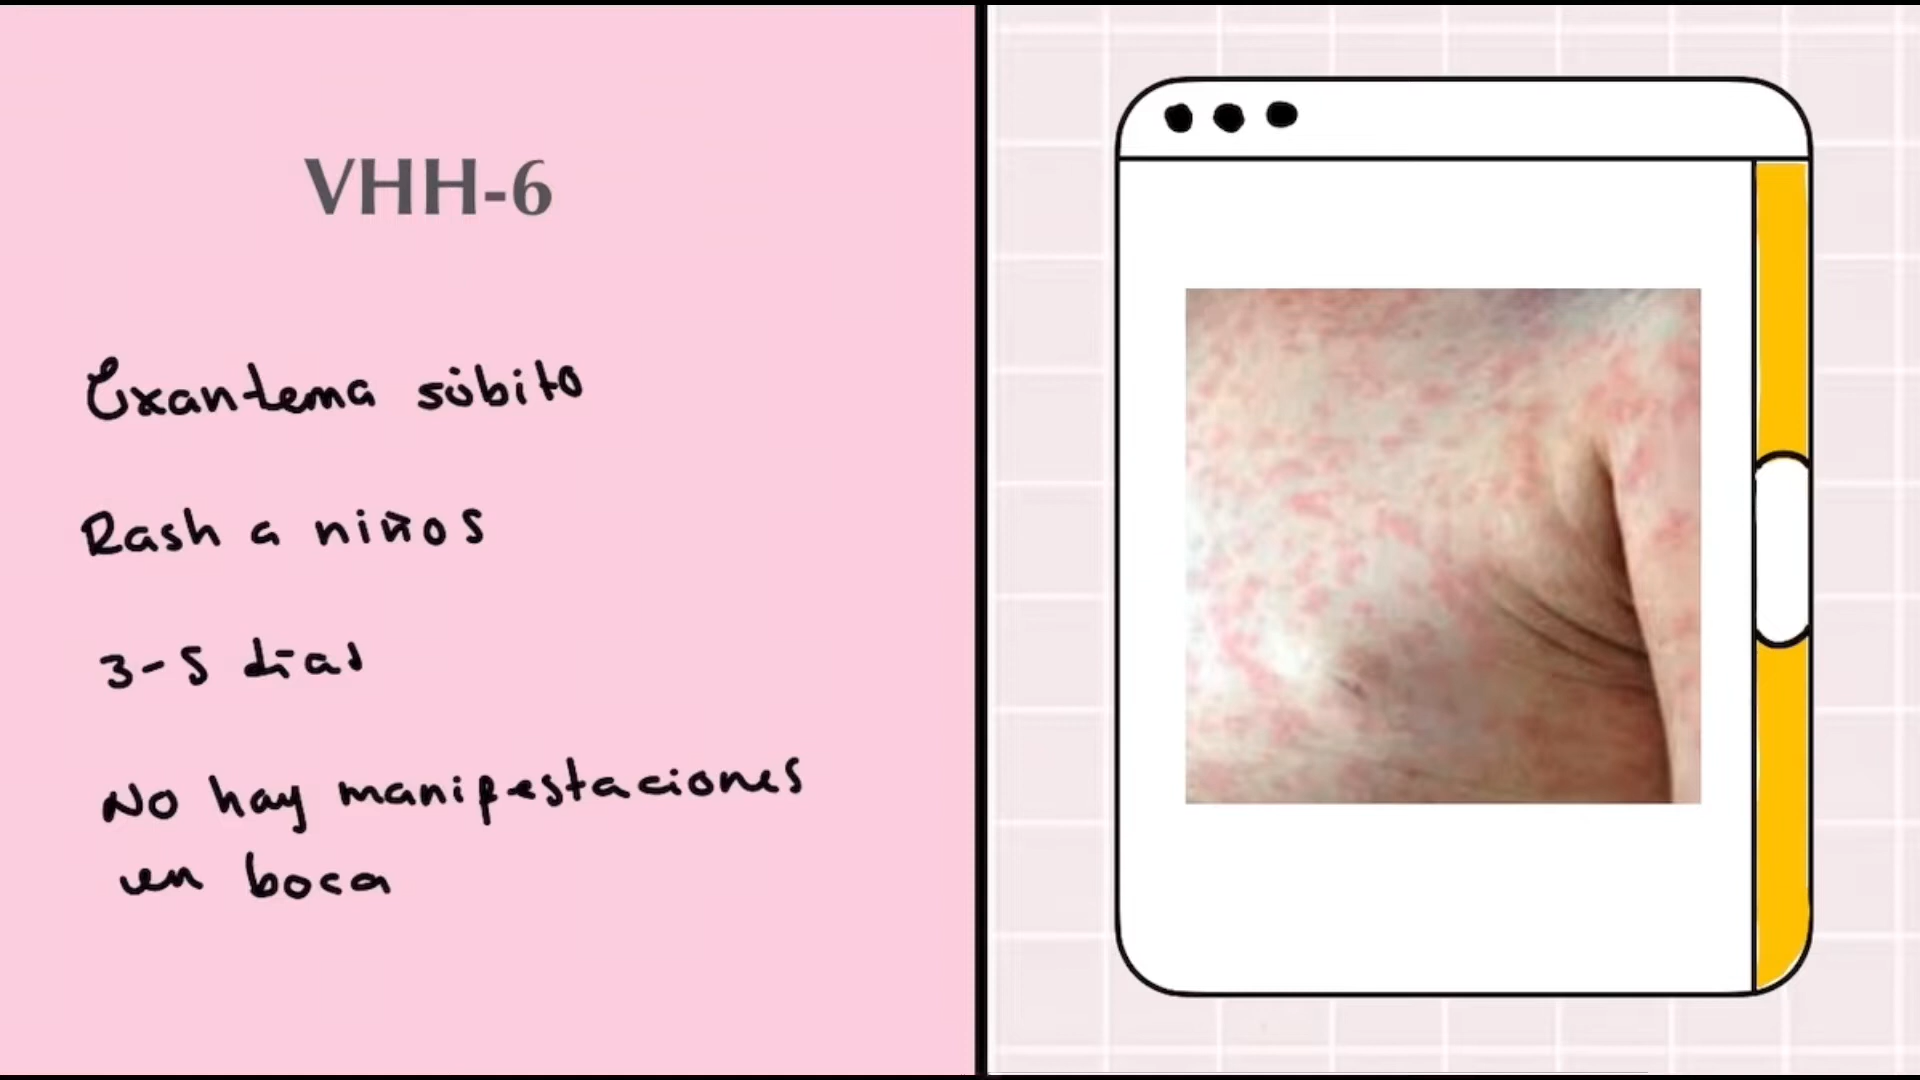 VHH-6
Exantema súbito
Rash a niños
3-5 días
No hay manifestaciones
en boca